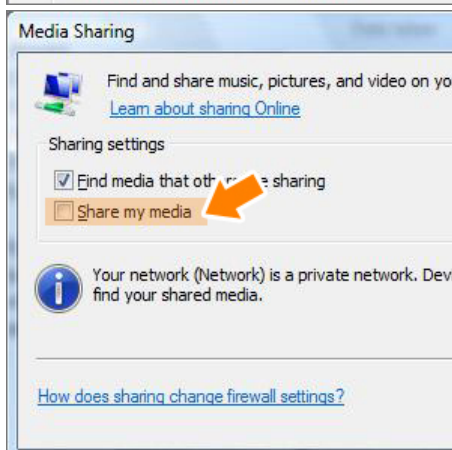 Media Sharing
Find and share music, pictures, and video on yo
Learn about sharing Online
Sharing settings
Find media that oth sharing
Share my media
Your network (Network) is a private network. Dev
find your shared media.
How does sharing change firewall settings?